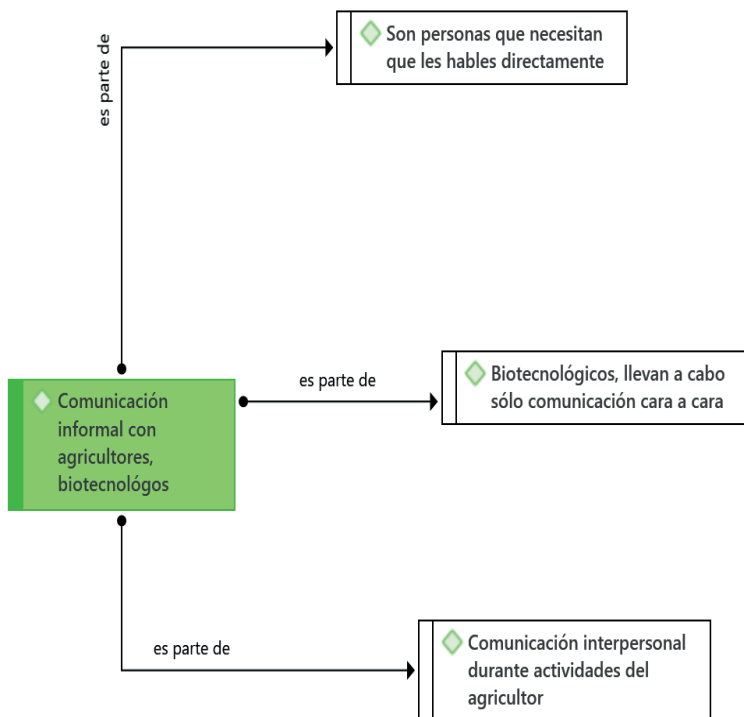 Son personas que necesitan
que les hables directamente
es parte de
Biotecnológicos, llevan a cabo
sólo comunicación cara a cara
es parte de
Comunicación
informal con
agricultores,
biotecnológos
es parte de
Comunicación interpersonal
durante actividades del
agricultor